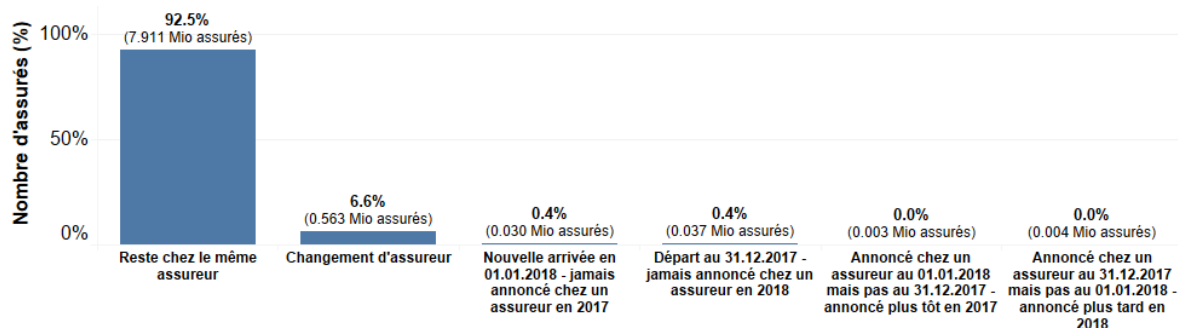 Nombre d'assurés (%)
100%
50%
0%
92.5%
(7.911 Mio assurés)
6.6%
(0.563 Mio assurés)
0.4%
(0.030 Mio assurés)
0.4%
(0.037 Mio assurés)
0.0%
(0.003 Mio assurés)
0.0%
(0.004 Mio assurés)
Reste chez le même
assureur
Changement d'assureur
Nouvelle arrivée en
01.01.2018 - jamais
annoncé chez un
assureur en 2017
Départ au 31.12.2017 -
jamais annoncé chez un
assureur en 2018
Annoncé chez un
assureur au 01.01.2018
mais pas au 31.12.2017 -
annoncé plus tôt en 2017
Annoncé chez un
assureur au 31.12.2017
mais pas au 01.01.2018 -
annoncé plus tard en
2018